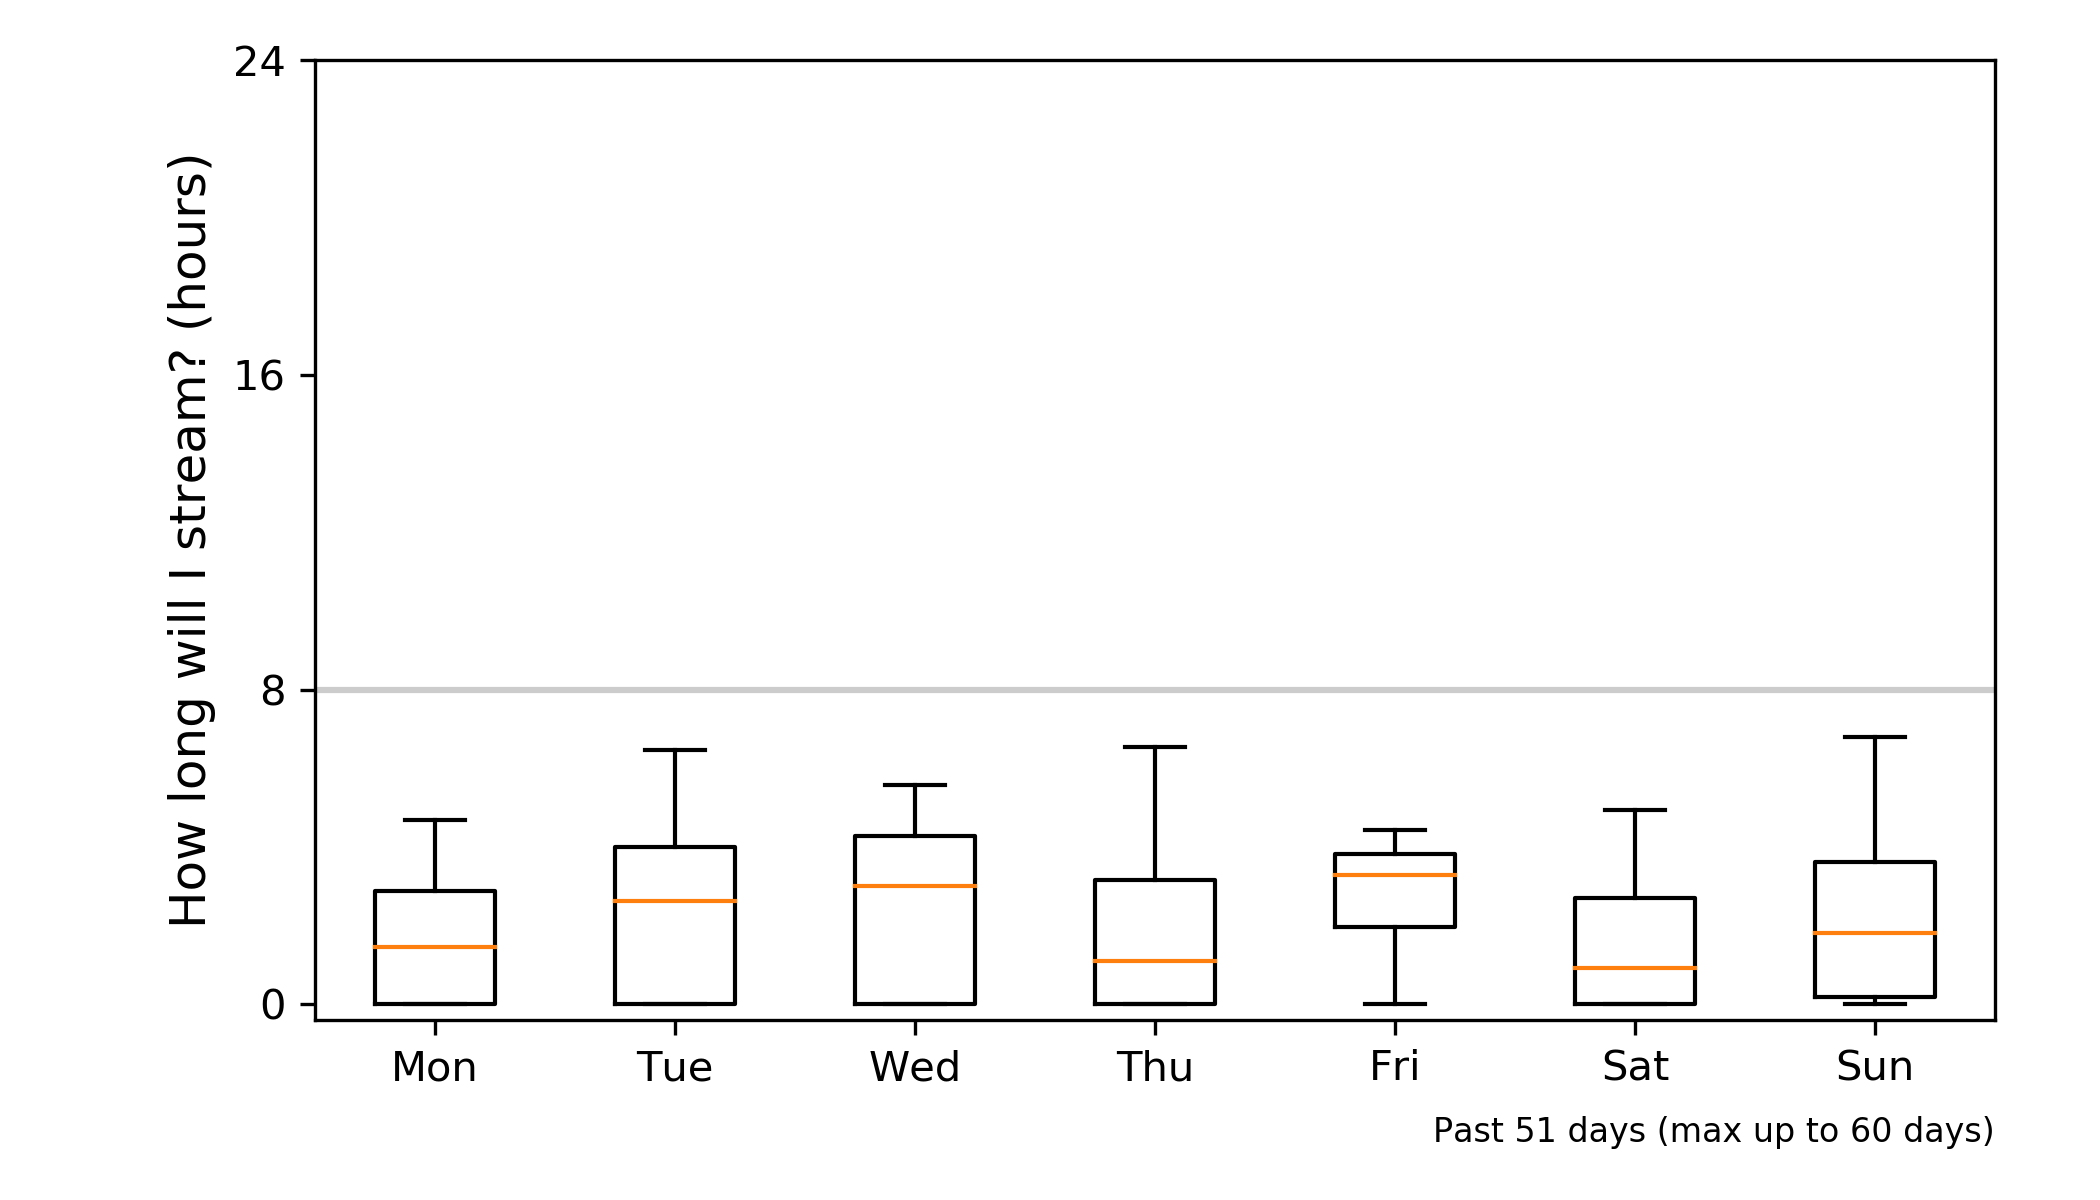 How long will I stream? (hours)
24
16
8
0
Mon Tue Wed Thu Fri Sat Sun
Past 51 days (max up to 60 days)